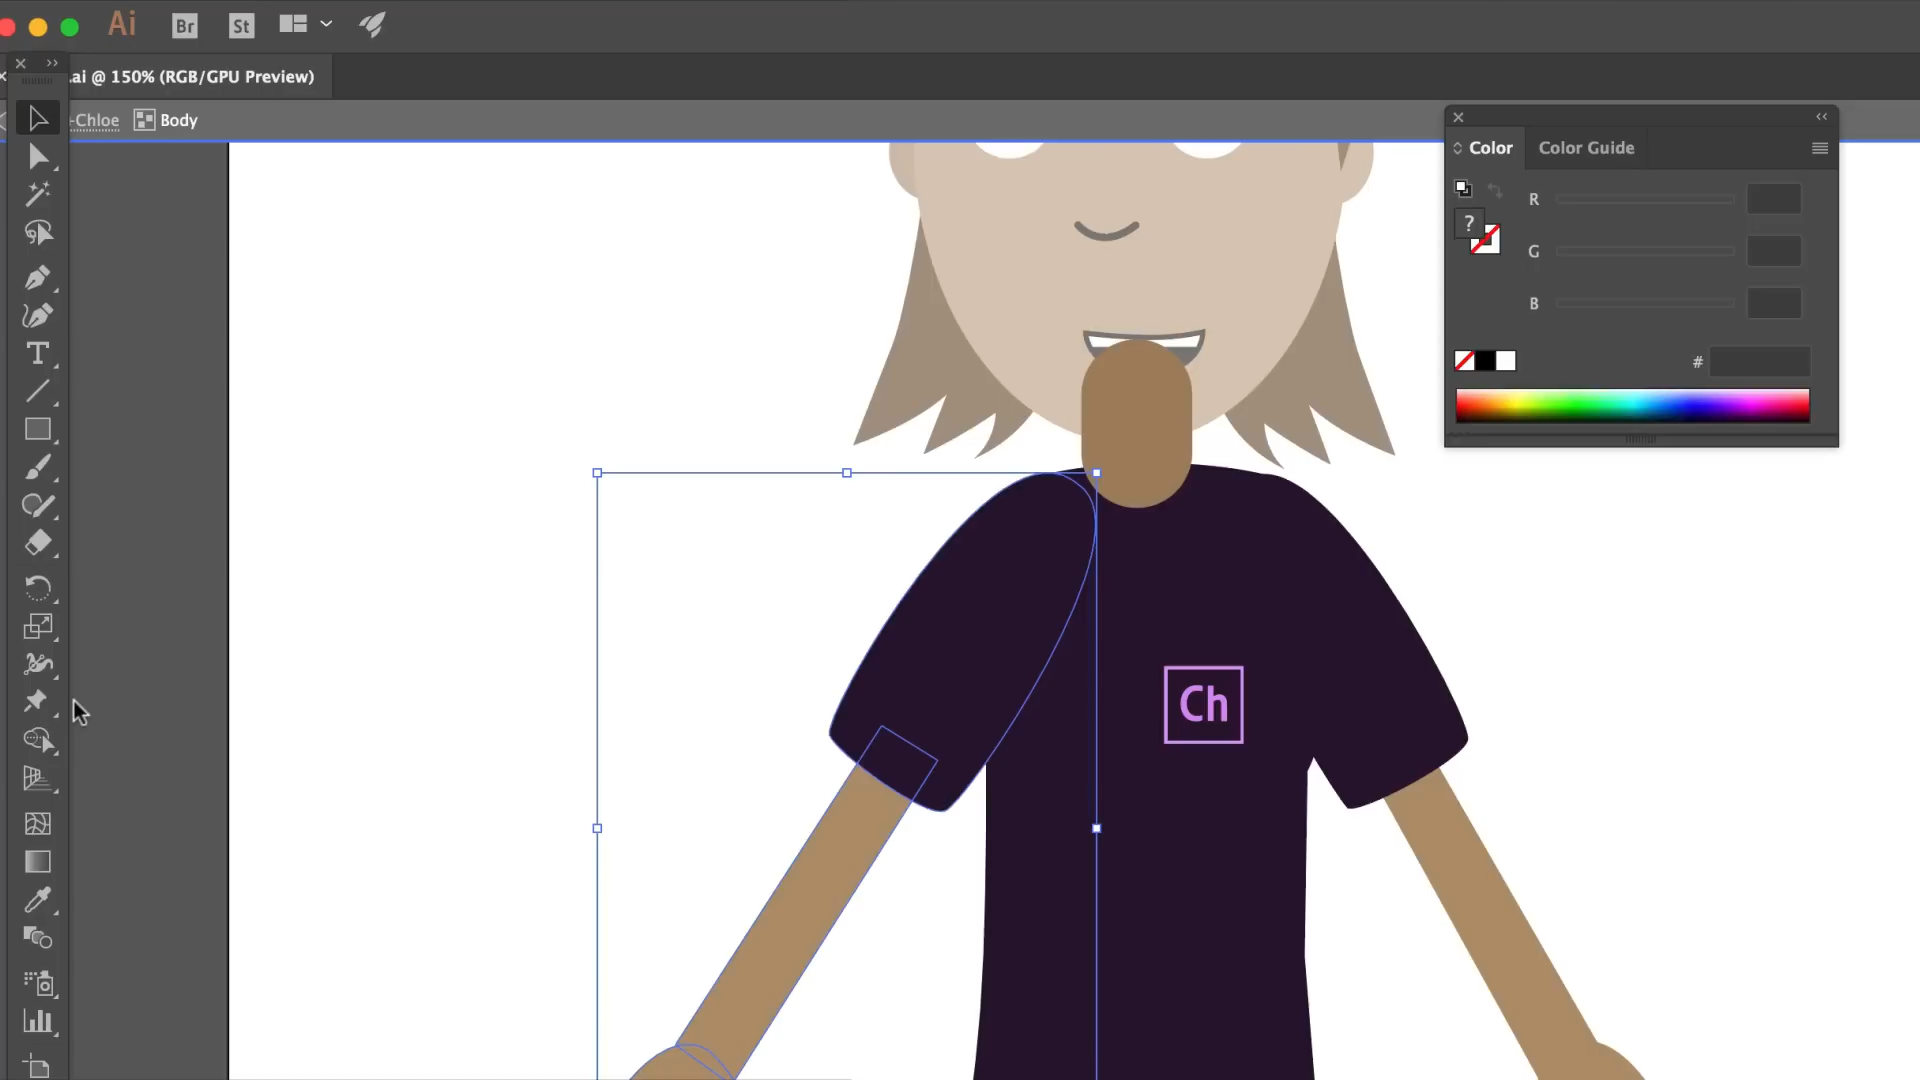 Ai Br St
.ai @ 150% (RGB/GPU Preview)
-Chloe Body
Color Color Guide
R
?
G
B
#
Ch
T